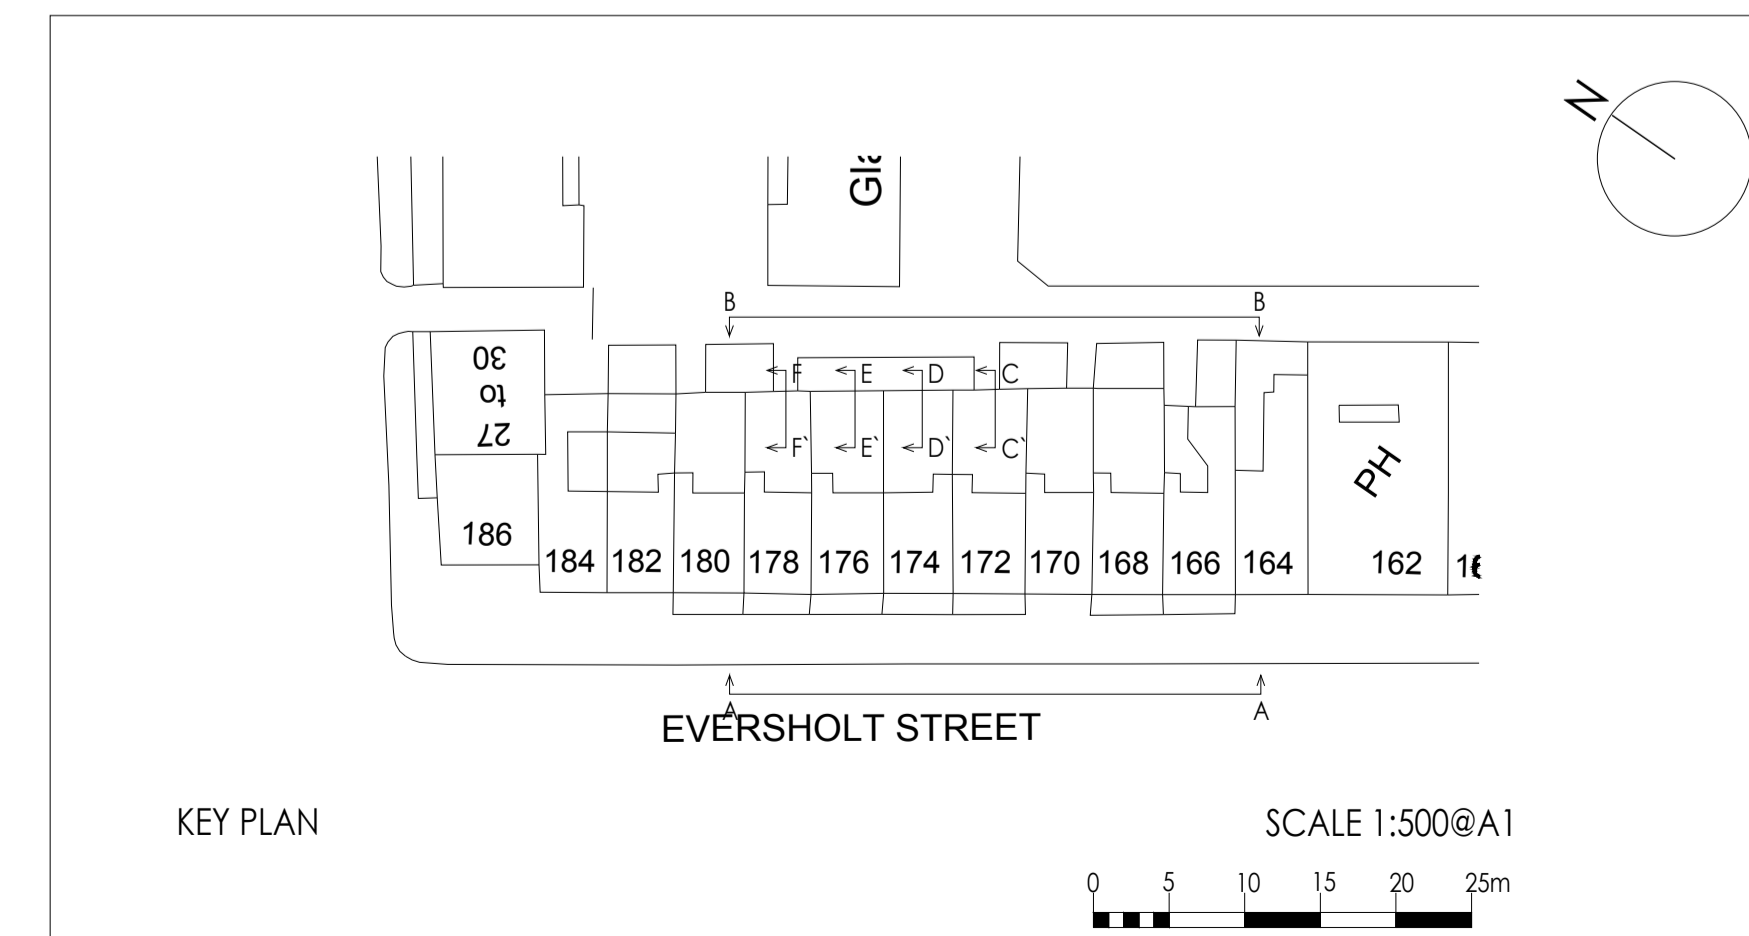 N
Gla
B B
30
to
27
F E D C
F` E` D` C`
PH
186
184 182 180 178 176 174 172 170 168 166 164 162
A A
EVERSHOLT STREET
KEY PLAN
SCALE 1:500@A1
0 5 10 15 20 25m